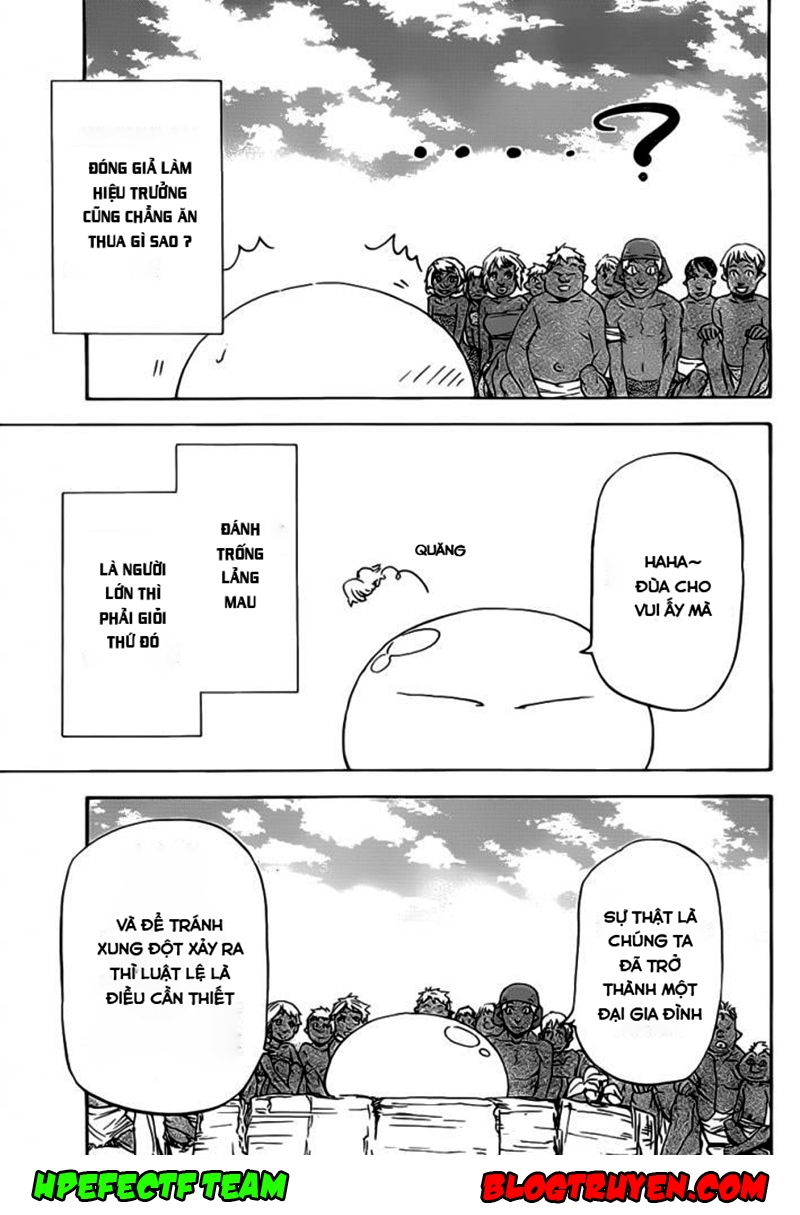 ĐÓNG GIẢ LÀM
HIỆU TRƯỞNG
CŨNG CHẲNG ĂN
THUA GÌ SAO ?
. . . . ?
HAHA~
ĐÙA CHO
VUI ẤY MÀ
QUĂNG
ĐÁNH
TRỐNG
LẢNG
MAU
LÀ NGƯỜI
LỚN THÌ
PHẢI GIỎI
THỨ ĐÓ
SỰ THẬT LÀ
CHÚNG TA
ĐÃ TRỞ
THÀNH MỘT
ĐẠI GIA ĐÌNH
VÀ ĐỂ TRÁNH
XUNG ĐỘT XẢY RA
THÌ LUẬT LỆ LÀ
ĐIỀU CẦN THIẾT
HPEFECTF TEAM
BLOGTRUYEN.COM